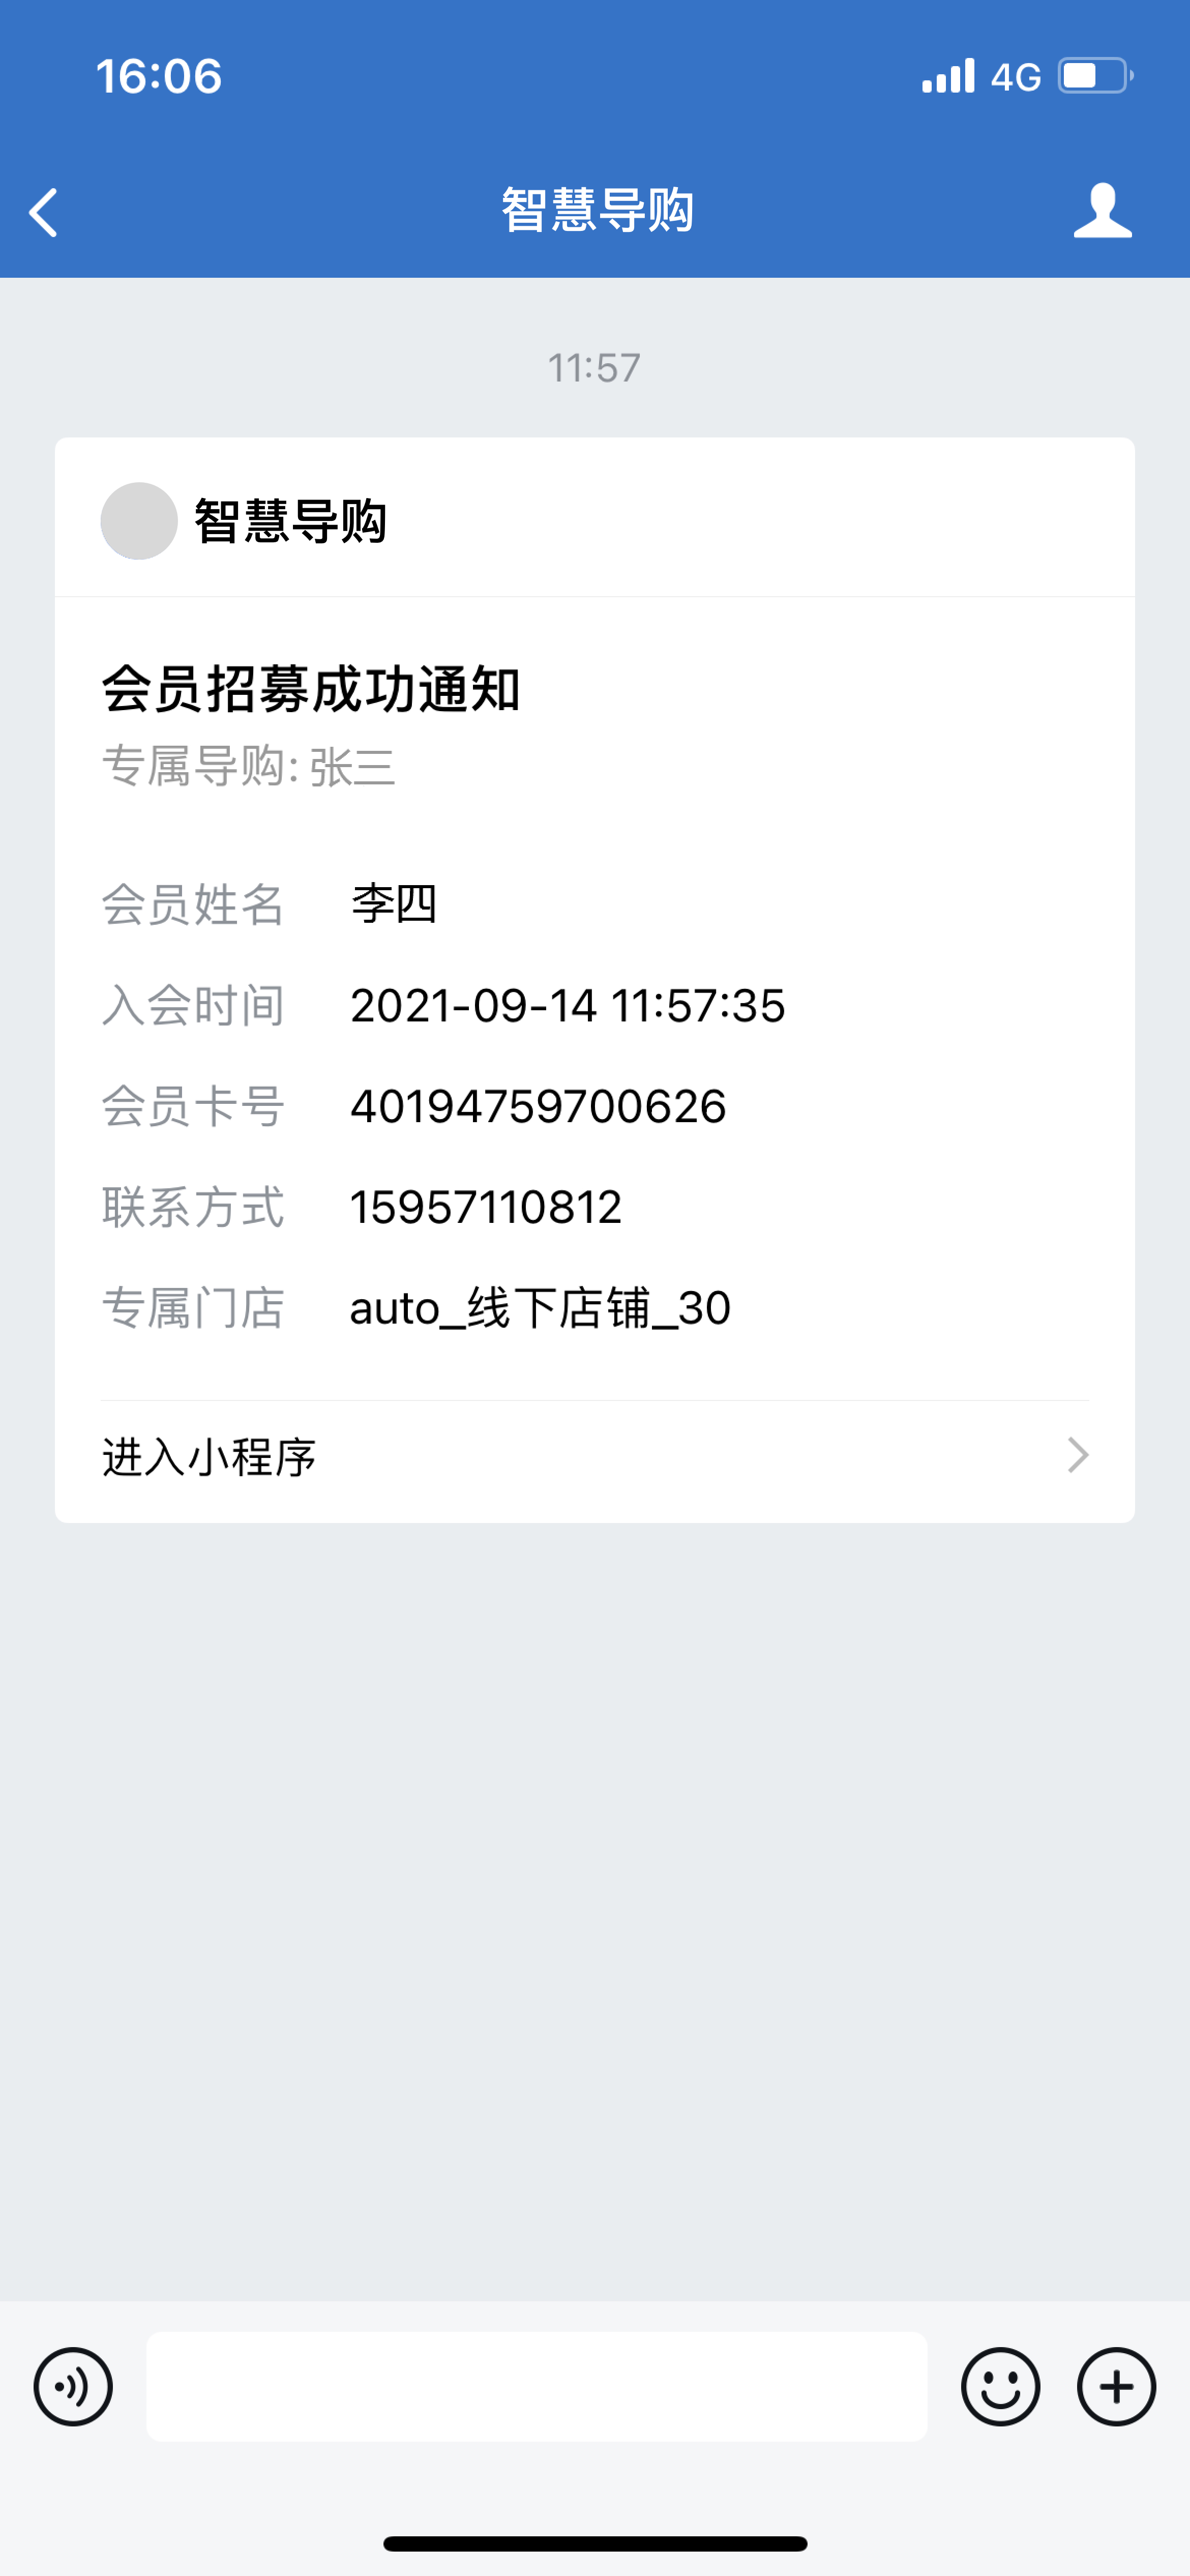 16:06 4G
智慧导购
11:57
智慧导购
会员招募成功通知
专属导购: 张三
会员姓名 李四
入会时间 2021-09-14 11:57:35
会员卡号 40194759700626
联系方式 15957110812
专属门店 auto_线下店铺_30
进入小程序